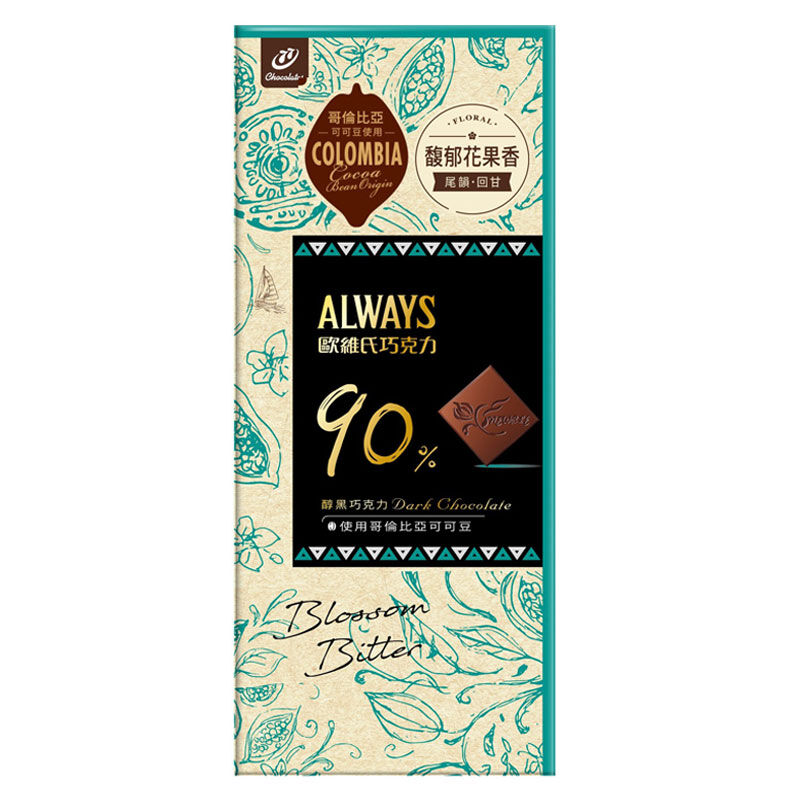 77
Chocolate
哥倫比亞
可可豆使用
COLOMBIA
Cocoa
Bean Origin
·FLORAL·
馥郁花果香
尾韻·回甘
ALWAYS
歐維氏巧克力
90%
醇黑巧克力 Dark Chocolate
使用哥倫比亞可可豆
Blossom
Bitter